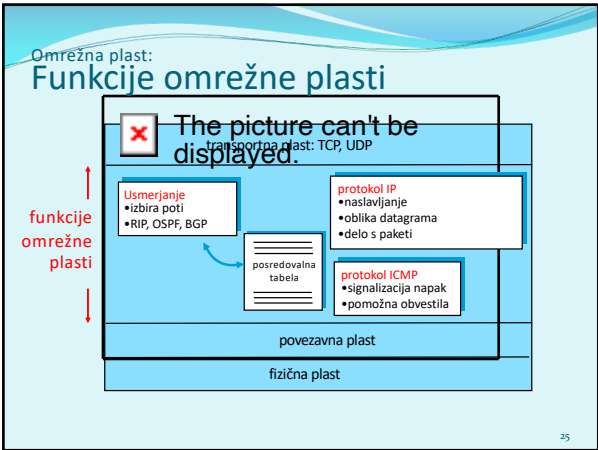 Omrežna plast:
Funkcije omrežne plasti
The picture can't be
displayed.
transportna plast: TCP, UDP
funkcije
omrežne
plasti
Usmerjanje
•izbira poti
•RIP, OSPF, BGP
posredovalna
tabela
protokol IP
•naslavljanje
•oblika datagrama
•delo s paketi
protokol ICMP
•signalizacija napak
•pomožna obvestila
povezavna plast
fizična plast
25